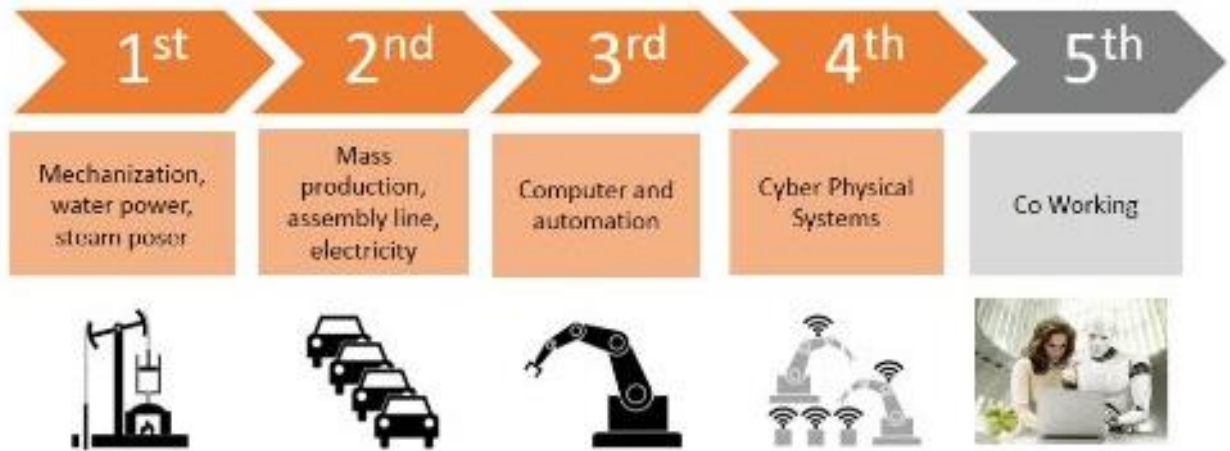 1st
2nd
3rd
4th
5th
Mechanization,
water power,
steam poser
Mass
production,
assembly line,
electricity
Computer and
automation
Cyber Physical
Systems
Co Working